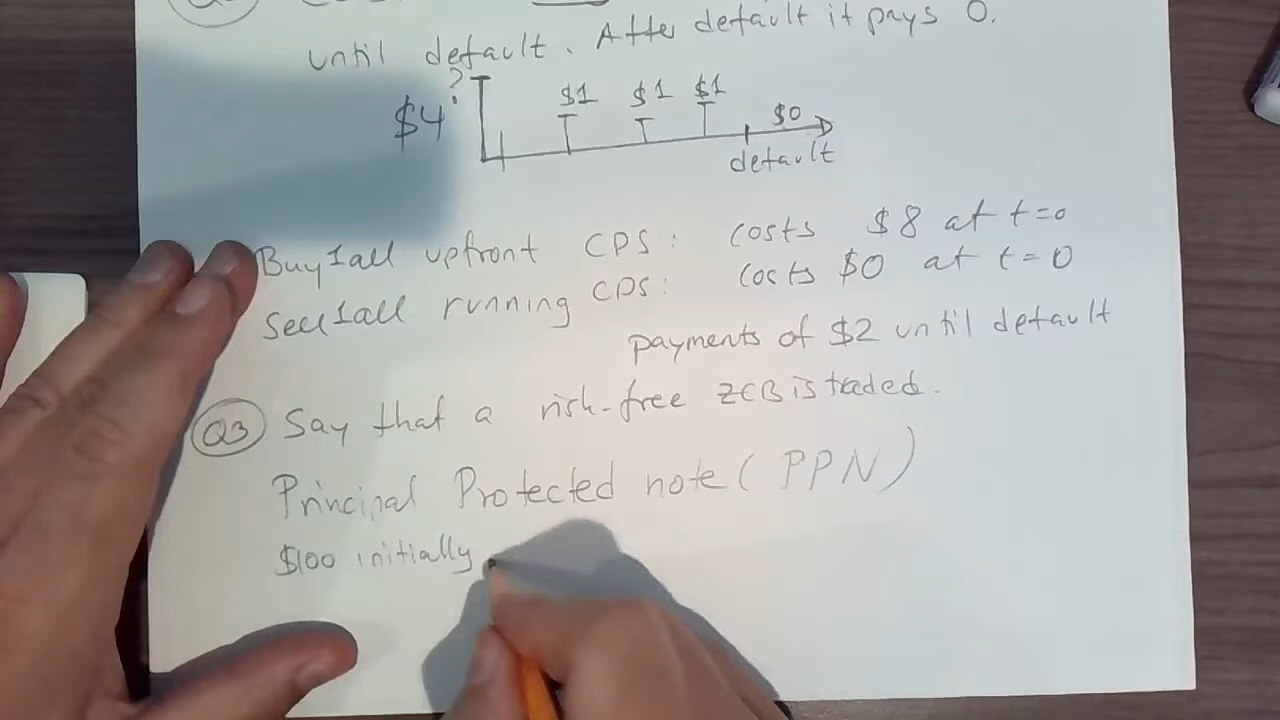 until default. After default it pays 0.
$4 ?
$1 $1 $1 $0
default
Buy 1 all upfront CPS: costs $8 at t=0
Sell 1 all running CDS: costs $0 at t=0
payments of $2 until default
Q3 Say that a risk-free ZCB is traded.
Principal Protected note (PPN)
$100 initially